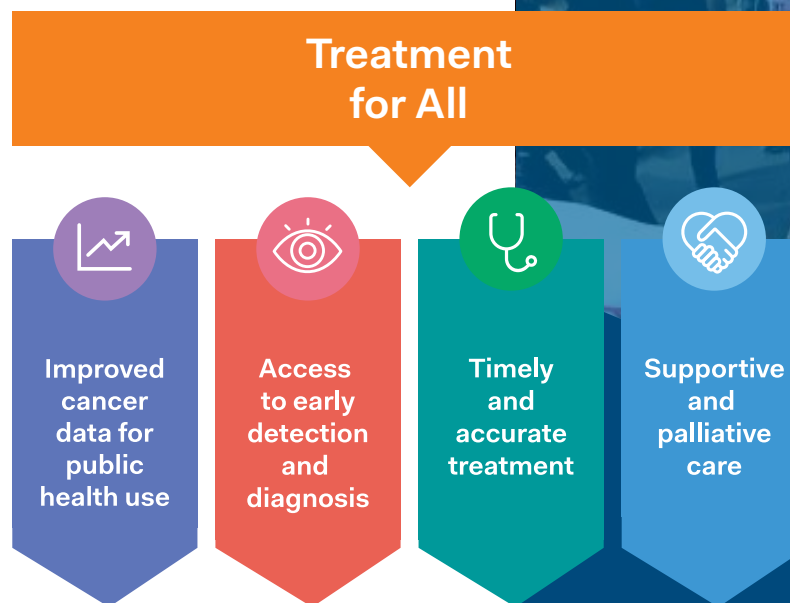 Treatment
for All
Improved
cancer
data for
public
health use
Access
to early
detection
and
diagnosis
Timely
and
accurate
treatment
Supportive
and
palliative
care